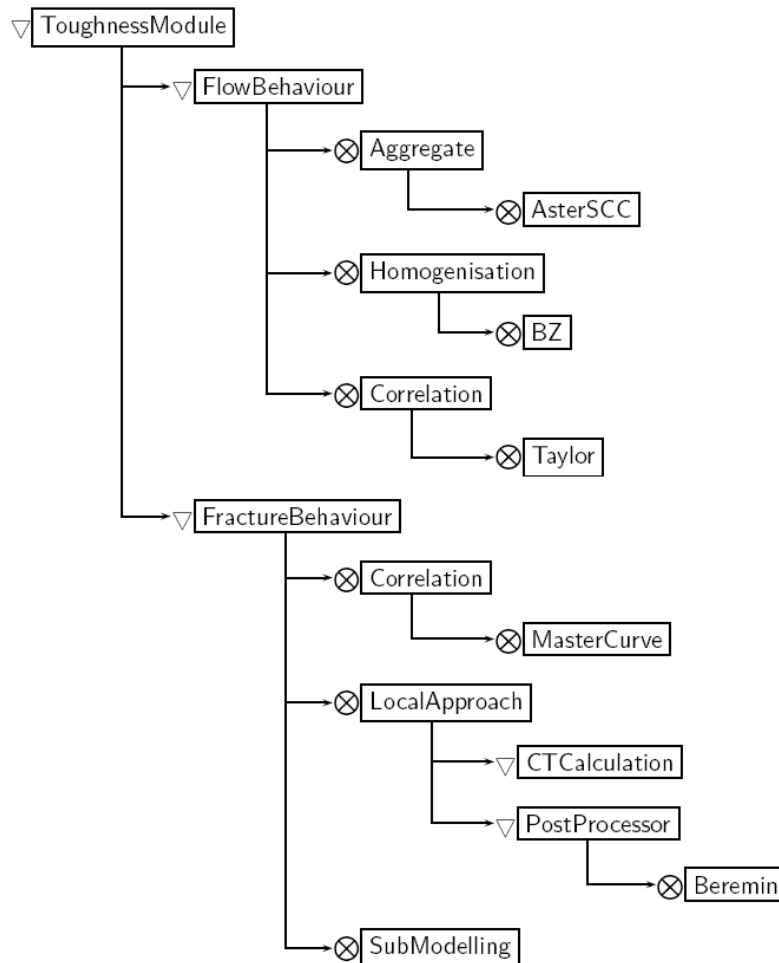 ToughnessModule
FlowBehaviour
Aggregate
AsterSCC
Homogenisation
BZ
Correlation
Taylor
FractureBehaviour
Correlation
MasterCurve
LocalApproach
CTCalculation
PostProcessor
Beremin
SubModelling